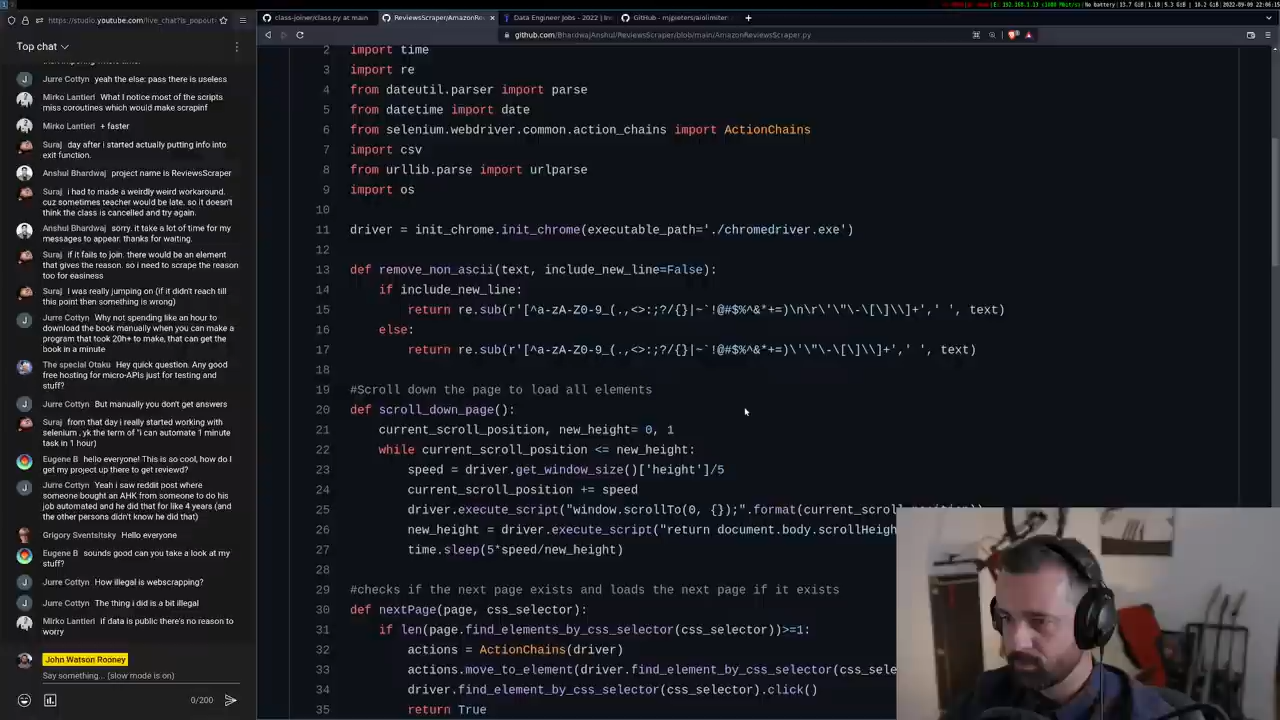 class-joiner/class.py at main
ReviewsScraper/AmazonRev
Data Engineer Jobs - 2022 | In
GitHub - mjpieters/aiolimiter
https://studio.youtube.com/live_chat?is_popout=
github.com/BhardwajAnshul/ReviewsScraper/blob/main/AmazonReviewsScraper.py
Top chat
Jurre Cottyn yeah the else: pass there is useless
Mirko Lantieri What I notice most of the scripts
miss coroutines which would make scrapinf
Mirko Lantieri + faster
Suraj day after i started actually putting info into
exit function.
Anshul Bhardwaj project name is ReviewsScraper
Suraj i had to made a weirdly weird workaround.
cuz sometimes teacher would be late. so it doesn't
think the class is cancelled and try again.
Anshul Bhardwaj sorry. it take a lot of time for my
messages to appear. thanks for waiting.
Suraj if it fails to join. there would be an element
that gives the reason. so i need to scrape the reason
too for easiness
Suraj I was really jumping on (if it didn't reach till
this point then something is wrong)
Jurre Cottyn Why not spending like an hour to
download the book manually when you can make a
program that took 20h+ to make, that can get the
book in a minute
The special Otaku Hey quick question. Any good
free hosting for micro-APIs just for testing and
stuff?
Jurre Cottyn But manually you don't get answers
Suraj from that day i really started working with
selenium , yk the term of "i can automate 1 minute
task in 1 hour)
Eugene B hello everyone! This is so cool, how do I
get my project up there to get reviewd?
Jurre Cottyn Yeah i saw reddit post where
someone bought an AHK from someone to do his
job automated and he did that for like 4 years (and
the other persons didn't know he did that)
Grigory Sventsitsky Hello everyone
Eugene B sounds good can you take a look at my
stuff?
Jurre Cottyn How illegal is webscrapping?
Jurre Cottyn The thing i did is a bit illegal
Mirko Lantieri if data is public there's no reason to
worry
John Watson Rooney
Say something... (slow mode is on)
0/200
2 import time
3 import re
4 from dateutil.parser import parse
5 from datetime import date
6 from selenium.webdriver.common.action_chains import ActionChains
7 import csv
8 from urllib.parse import urlparse
9 import os
10
11 driver = init_chrome.init_chrome(executable_path='./chromedriver.exe')
12
13 def remove_non_ascii(text, include_new_line=False):
14 if include_new_line:
15 return re.sub(r'[^a-zA-Z0-9_(.,<>:;?/{}|~`!@#$%^&*+=)\n\r\'\"\-\[\]\\]+',' ', text)
16 else:
17 return re.sub(r'[^a-zA-Z0-9_(.,<>:;?/{}|~`!@#$%^&*+=)\'\"\-\[\]\\]+',' ', text)
18
19 #Scroll down the page to load all elements
20 def scroll_down_page():
21 current_scroll_position, new_height= 0, 1
22 while current_scroll_position <= new_height:
23 speed = driver.get_window_size()['height']/5
24 current_scroll_position += speed
25 driver.execute_script("window.scrollTo(0, {});".format(current_scroll_position))
26 new_height = driver.execute_script("return document.body.scrollHeig
27 time.sleep(5*speed/new_height)
28
29 #checks if the next page exists and loads the next page if it exists
30 def nextPage(page, css_selector):
31 if len(page.find_elements_by_css_selector(css_selector))>=1:
32 actions = ActionChains(driver)
33 actions.move_to_element(driver.find_element_by_css_selector(css_sele
34 driver.find_element_by_css_selector(css_selector).click()
35 return True